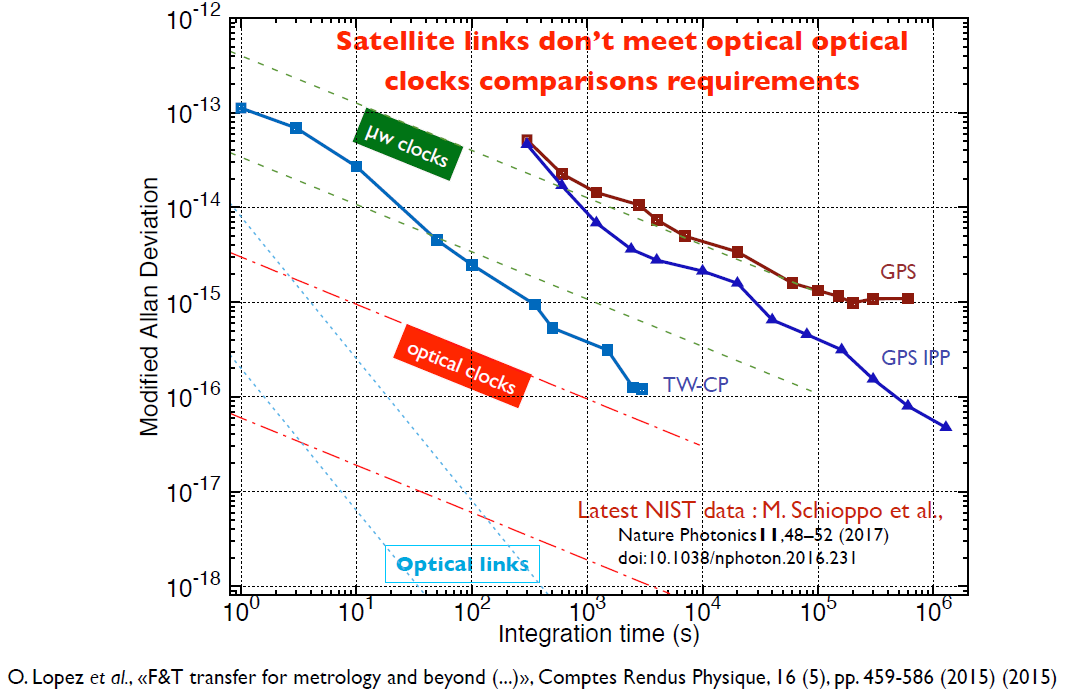 Satellite links don't meet optical optical
clocks comparisons requirements
10^-12
10^-13
10^-14
10^-15
10^-16
10^-17
10^-18
Modified Allan Deviation
μw clocks
optical clocks
Optical links
GPS
GPS IPP
TW-CP
Latest NIST data : M. Schioppo et al.,
Nature Photonics11,48–52 (2017)
doi:10.1038/nphoton.2016.231
10^0 10^1 10^2 10^3 10^4 10^5 10^6
Integration time (s)
O. Lopez et al., «F&T transfer for metrology and beyond (...)», Comptes Rendus Physique, 16 (5), pp. 459-586 (2015) (2015)